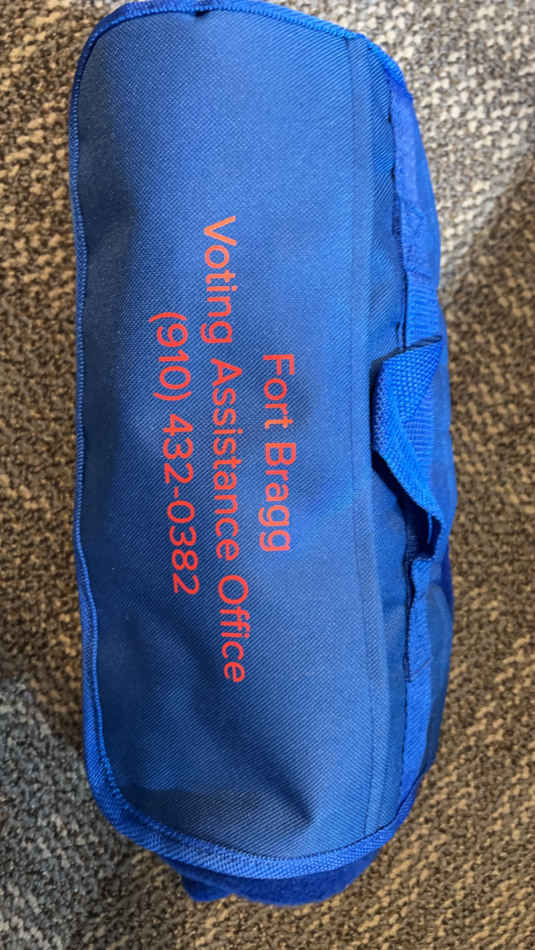 Fort Bragg
Voting Assistance Office
(910) 432-0382